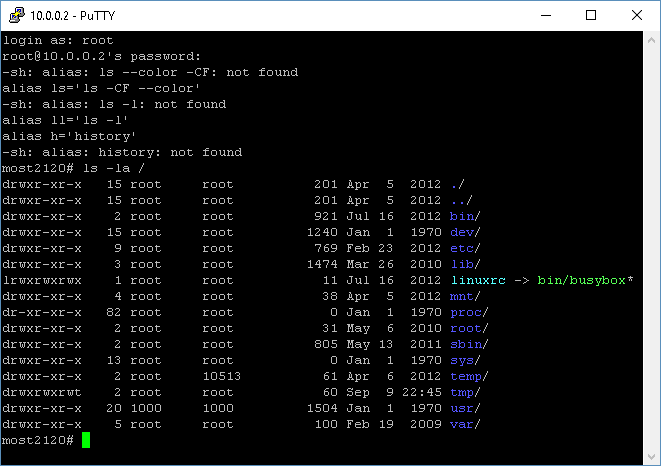 10.0.0.2 - PuTTY
login as: root
root@10.0.0.2's password:
-sh: alias: ls --color -CF: not found
alias ls='ls -CF --color'
-sh: alias: ls -l: not found
alias ll='ls -l'
alias h='history'
-sh: alias: history: not found
most2120# ls -la /
drwxr-xr-x   15 root     root          201 Apr  5  2012 ./
drwxr-xr-x   15 root     root          201 Apr  5  2012 ../
drwxr-xr-x    2 root     root          921 Jul 16  2012 bin/
drwxr-xr-x   15 root     root         1240 Jan  1  1970 dev/
drwxr-xr-x    9 root     root          769 Feb 23  2012 etc/
drwxr-xr-x    3 root     root         1474 Mar 26  2010 lib/
lrwxrwxrwx    1 root     root           11 Jul 16  2012 linuxrc -> bin/busybox*
drwxr-xr-x    4 root     root           38 Apr  5  2012 mnt/
dr-xr-xr-x   82 root     root            0 Jan  1  1970 proc/
drwxr-xr-x    2 root     root           31 May  6  2010 root/
drwxr-xr-x    2 root     root          805 May 13  2011 sbin/
drwxr-xr-x   13 root     root            0 Jan  1  1970 sys/
drwxr-xr-x    2 root     10513          61 Apr  6  2012 temp/
drwxrwxrwt    2 root     root           60 Sep  9 22:45 tmp/
drwxr-xr-x   20 1000     1000         1504 Jan  1  1970 usr/
drwxr-xr-x    5 root     root          100 Feb 19  2009 var/
most2120#